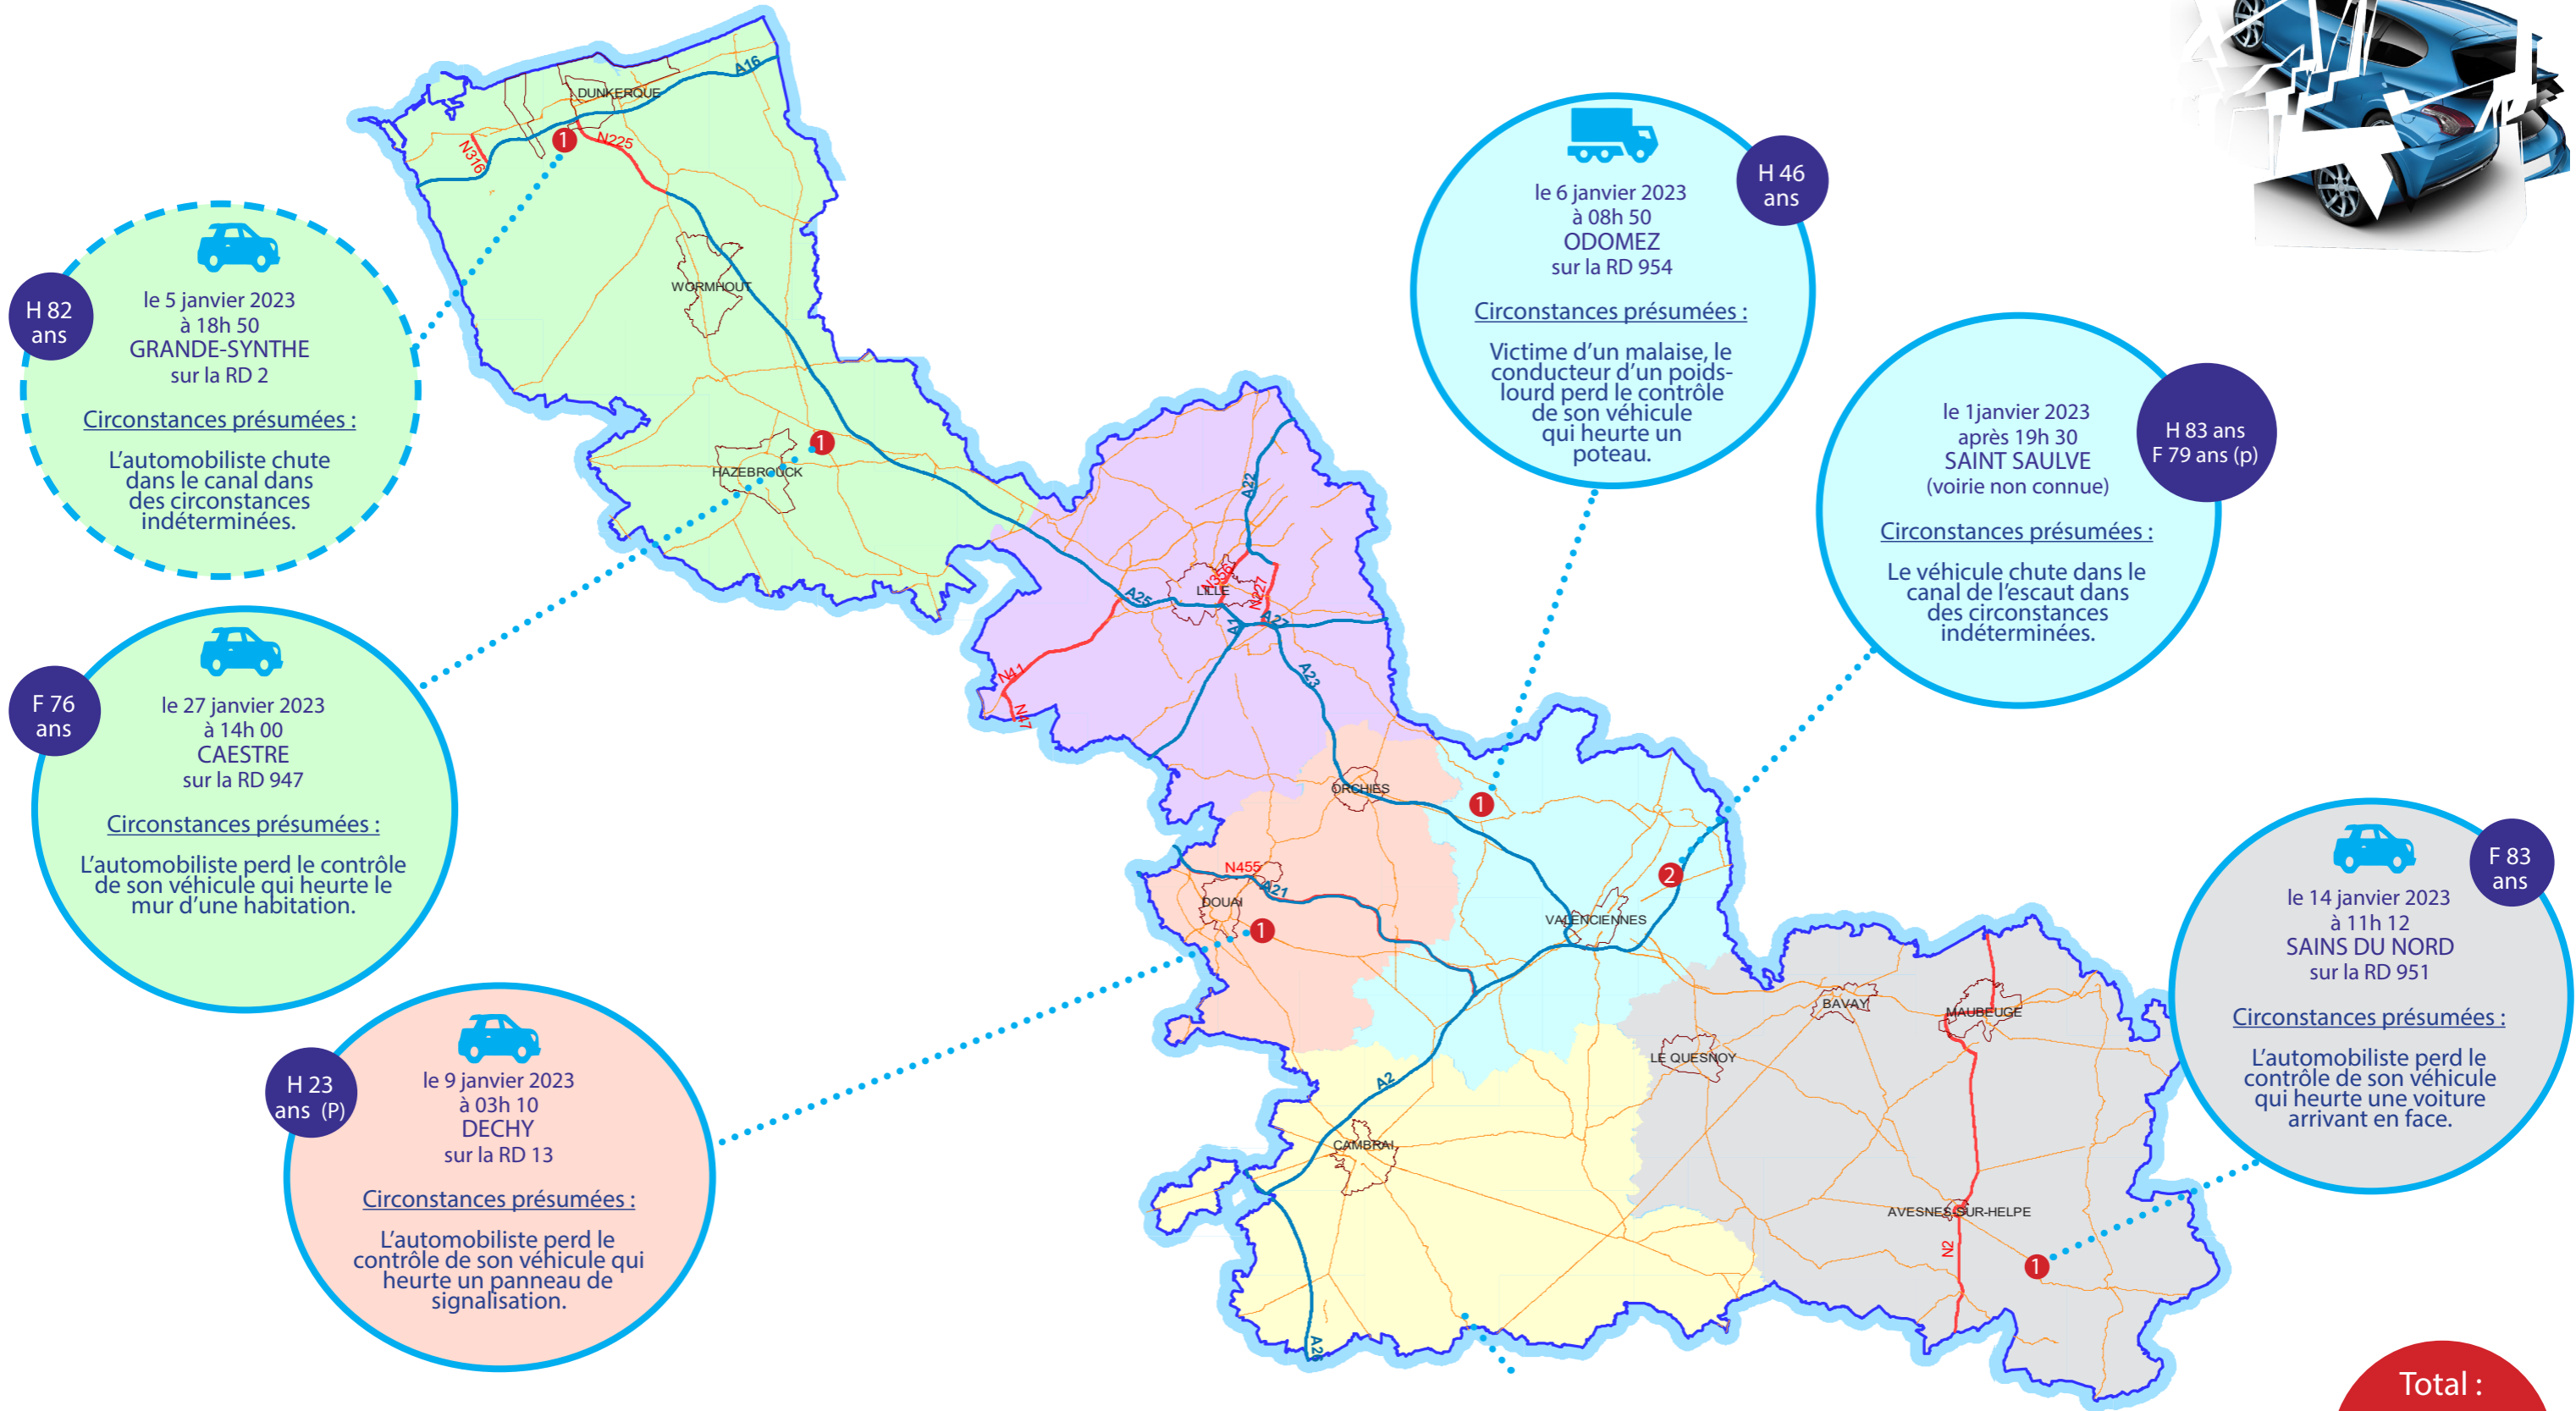 H 82
ans
le 5 janvier 2023
à 18h 50
GRANDE-SYNTHE
sur la RD 2
Circonstances présumées :
L'automobiliste chute
dans le canal dans
des circonstances
indéterminées.
F 76
ans
le 27 janvier 2023
à 14h 00
CAESTRE
sur la RD 947
Circonstances présumées :
L'automobiliste perd le contrôle
de son véhicule qui heurte le
mur d'une habitation.
H 23
ans (P)
le 9 janvier 2023
à 03h 10
DECHY
sur la RD 13
Circonstances présumées :
L'automobiliste perd le
contrôle de son véhicule qui
heurte un panneau de
signalisation.
H 46
ans
le 6 janvier 2023
à 08h 50
ODOMEZ
sur la RD 954
Circonstances présumées :
Victime d'un malaise, le
conducteur d'un poids-
lourd perd le contrôle
de son véhicule
qui heurte un
poteau.
H 83 ans
F 79 ans (p)
le 1janvier 2023
après 19h 30
SAINT SAULVE
(voirie non connue)
Circonstances présumées :
Le véhicule chute dans le
canal de l'escaut dans
des circonstances
indéterminées.
F 83
ans
le 14 janvier 2023
à 11h 12
SAINS DU NORD
sur la RD 951
Circonstances présumées :
L'automobiliste perd le
contrôle de son véhicule
qui heurte une voiture
arrivant en face.
A16
DUNKERQUE
1
N225
N316
WORMHOUT
1
HAZEBROUCK
A22
N356
LILLE
N227
A25
A27
A1
A23
N41
N47
ORCHIES
1
N455
A21
DOUAI
1
2
VALENCIENNES
BAVAY
MAUBEUGE
LE QUESNOY
A2
CAMBRAI
AVESNES-SUR-HELPE
N2
1
A26
Total :